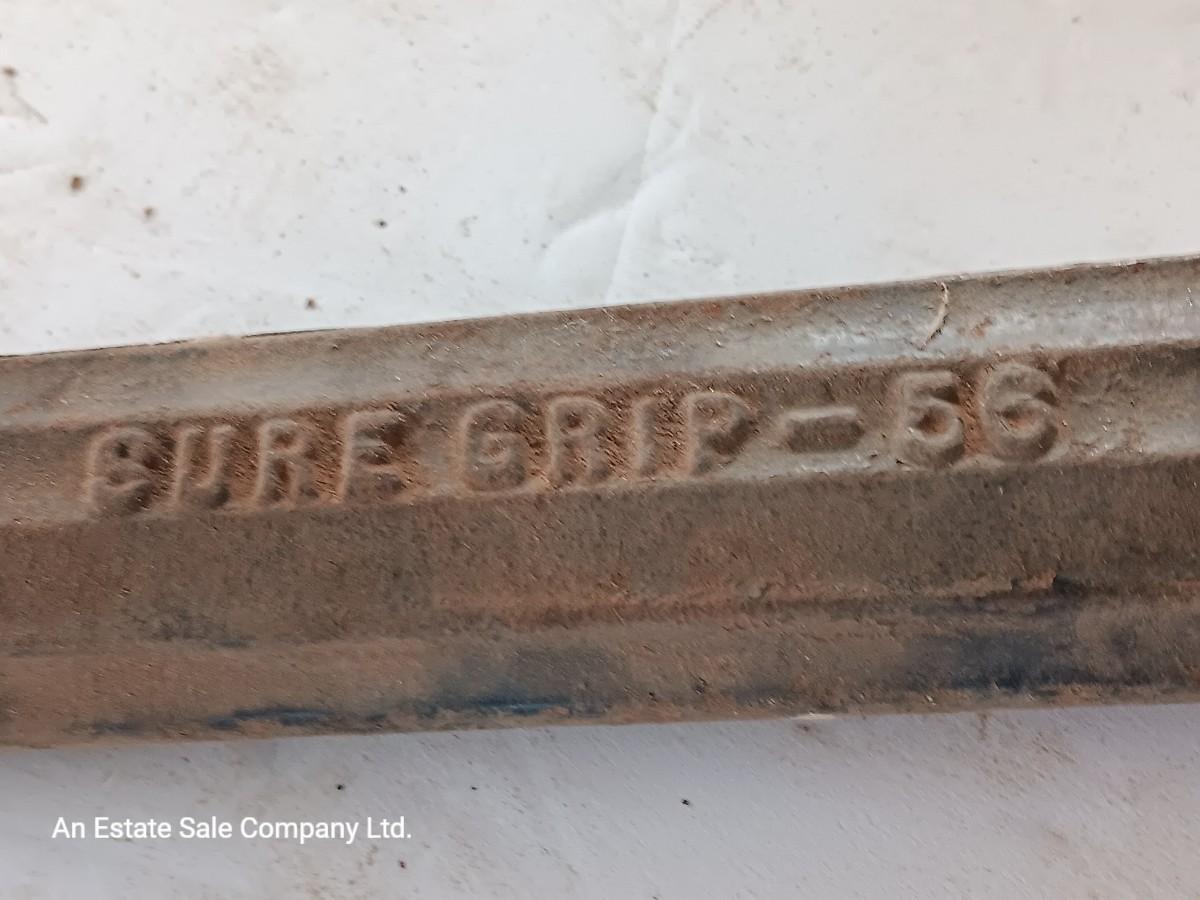 SURE GRIP-56
An Estate Sale Company Ltd.